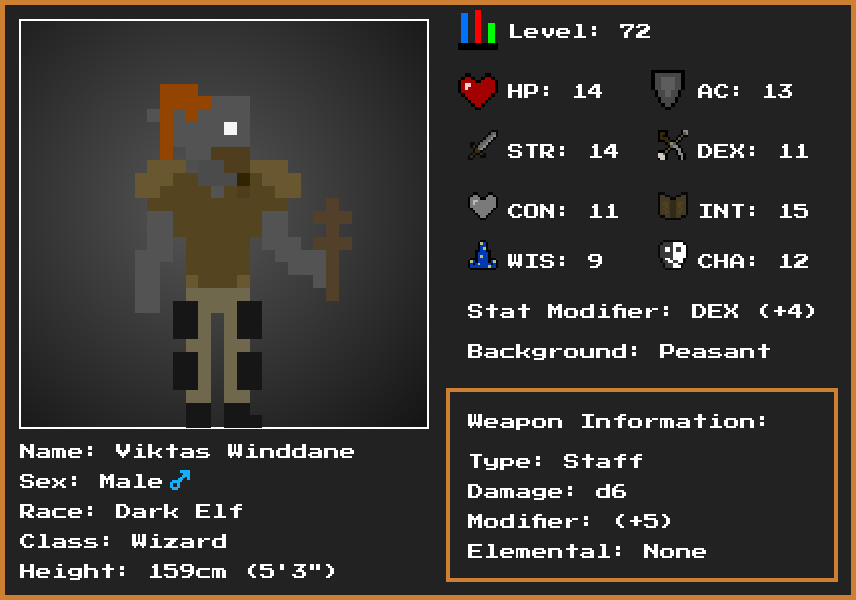 Level: 72
HP: 14 AC: 13
STR: 14 DEX: 11
CON: 11 INT: 15
WIS: 9 CHA: 12
Stat Modifier: DEX (+4)
Background: Peasant
Weapon Information:
Type: Staff
Damage: d6
Modifier: (+5)
Elemental: None
Name: Viktas Winddane
Sex: Male ♂
Race: Dark Elf
Class: Wizard
Height: 159cm (5'3")